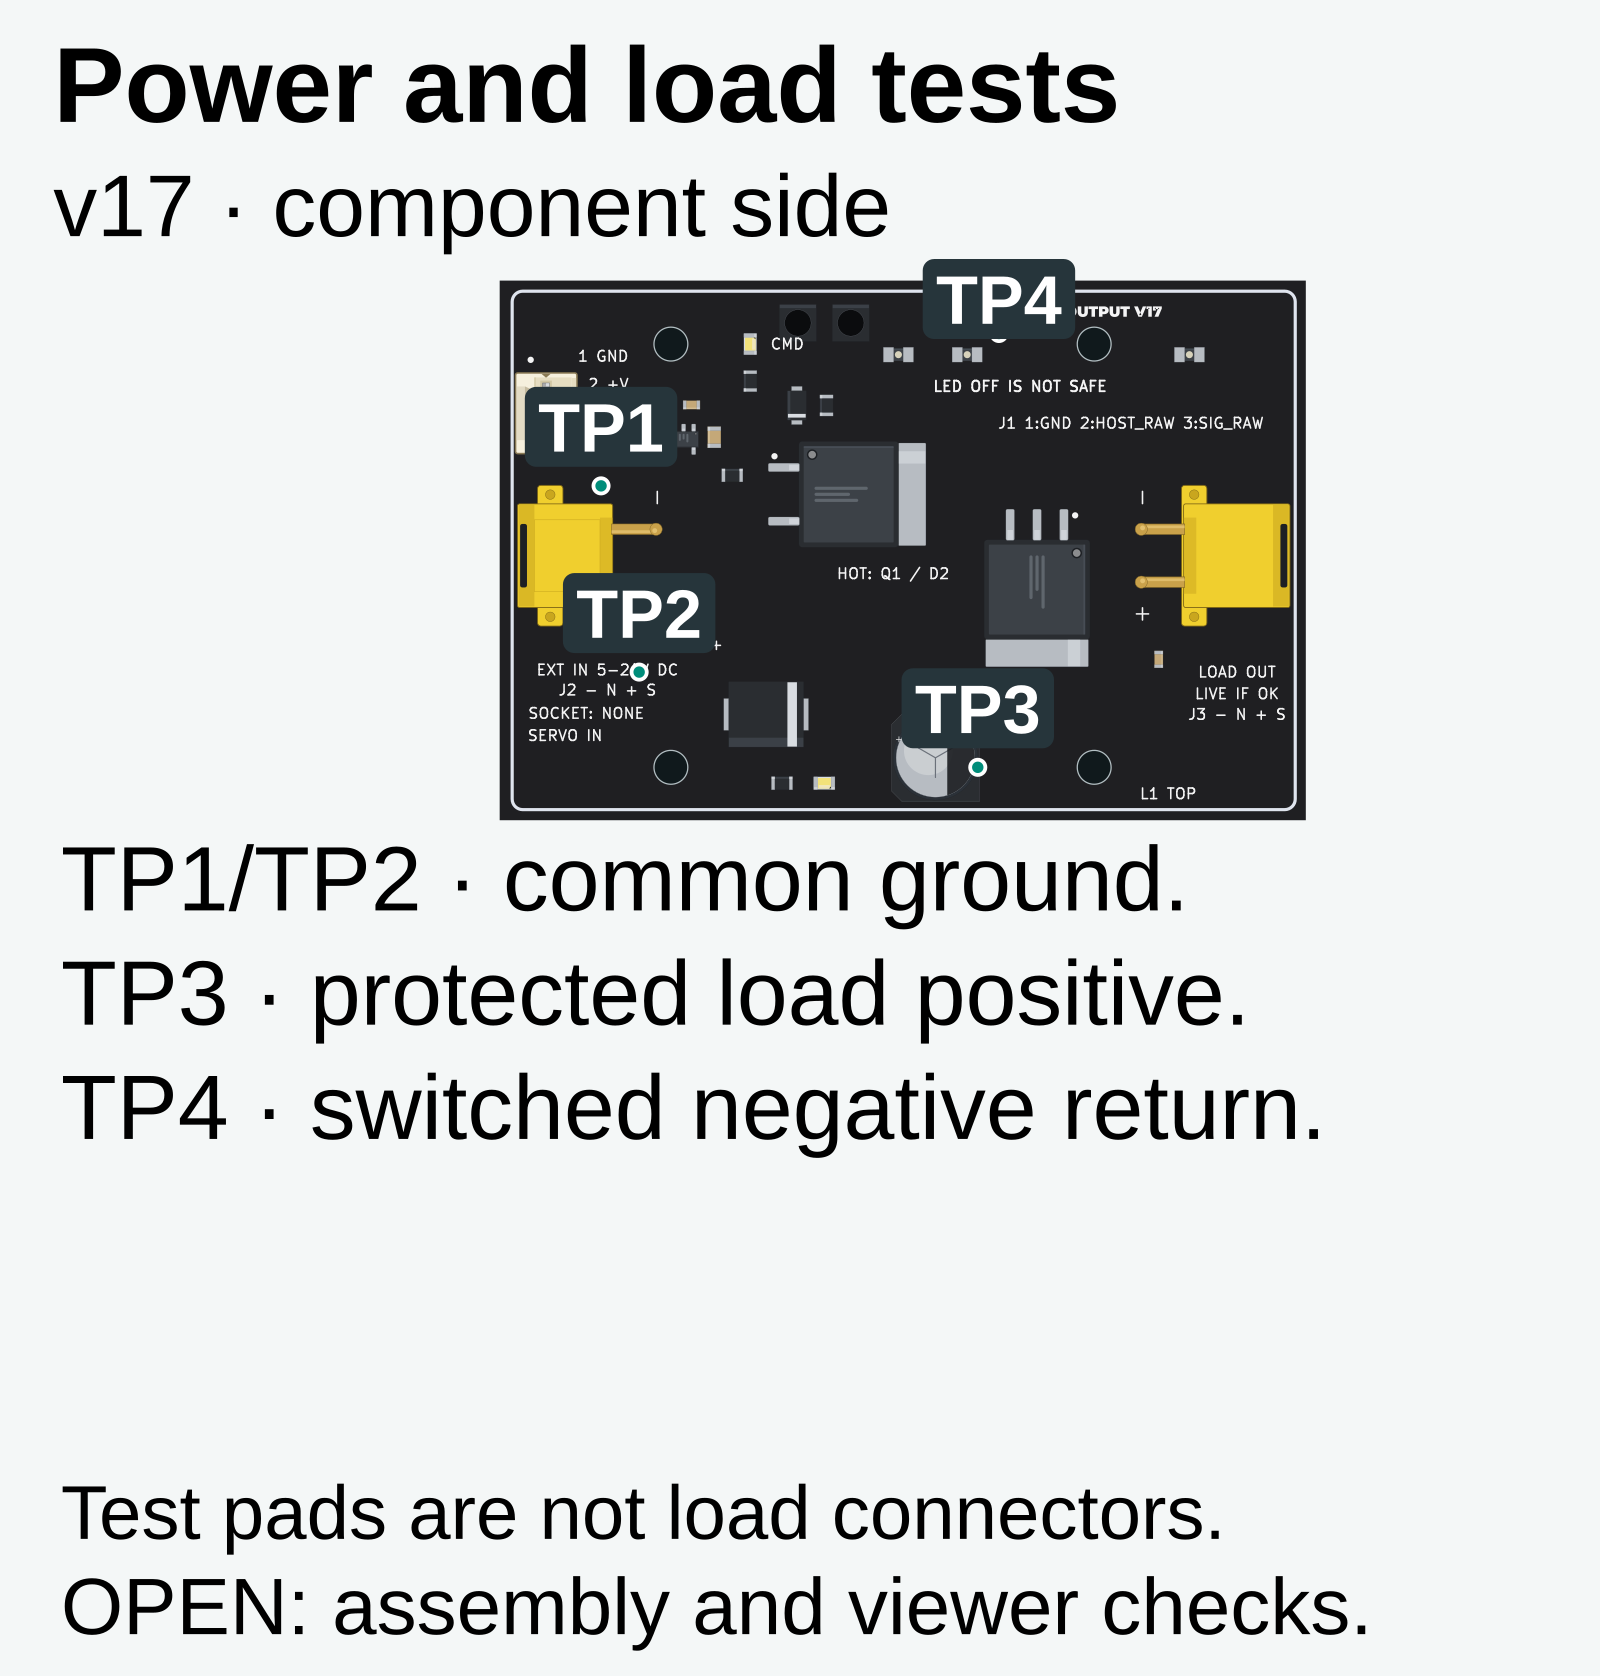 Power and load tests
v17 · component side
TP4
OUTPUT V17
CMD
1 GND
2 +V
LED OFF IS NOT SAFE
TP1
J1 1:GND 2:HOST_RAW 3:SIG_RAW
−
−
HOT: Q1 / D2
TP2
+
+
EXT IN 5-2 DC
J2 − N + S
SOCKET: NONE
SERVO IN
TP3
+
LOAD OUT
LIVE IF OK
J3 − N + S
L1 TOP
TP1/TP2 · common ground.
TP3 · protected load positive.
TP4 · switched negative return.
Test pads are not load connectors.
OPEN: assembly and viewer checks.